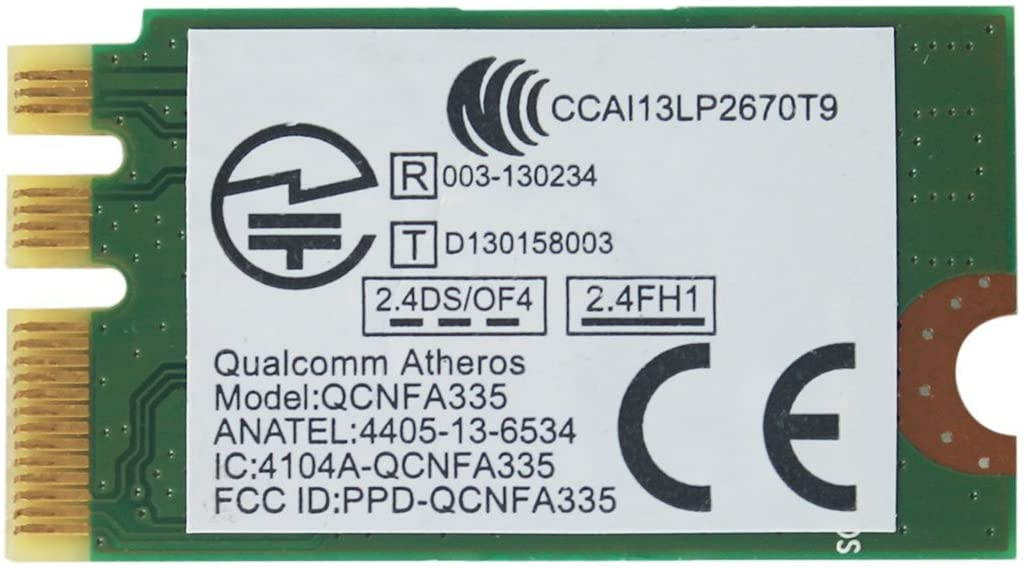 CCAI13LP2670T9
R 003-130234
T D130158003
2.4DS/OF4 2.4FH1
Qualcomm Atheros
Model:QCNFA335
ANATEL:4405-13-6534
IC:4104A-QCNFA335
FCC ID:PPD-QCNFA335
CE